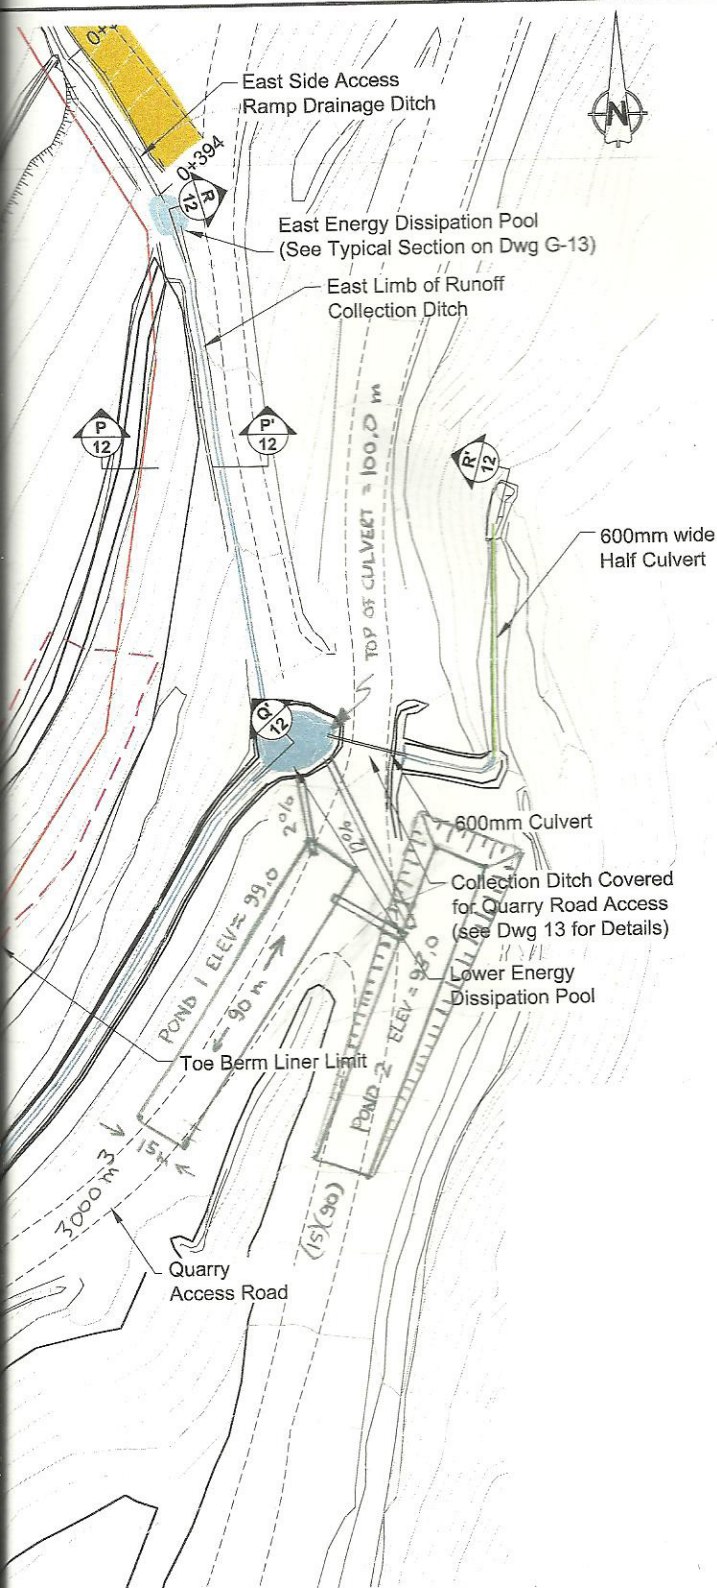 East Side Access
Ramp Drainage Ditch
N
0+394
R
12
East Energy Dissipation Pool
(See Typical Section on Dwg G-13)
East Limb of Runoff
Collection Ditch
P
12
P'
12
R'
12
TOP OF CULVERT = 100.0 m
600mm wide
Half Culvert
Q'
12
2%
600mm Culvert
Collection Ditch Covered
for Quarry Road Access
(see Dwg 13 for Details)
Lower Energy
Dissipation Pool
POND 1 ELEV = 99.0
← 90 m →
POND 2 ELEV = 98.0
Toe Berm Liner Limit
3000 m3
(15)(90)
Quarry
Access Road